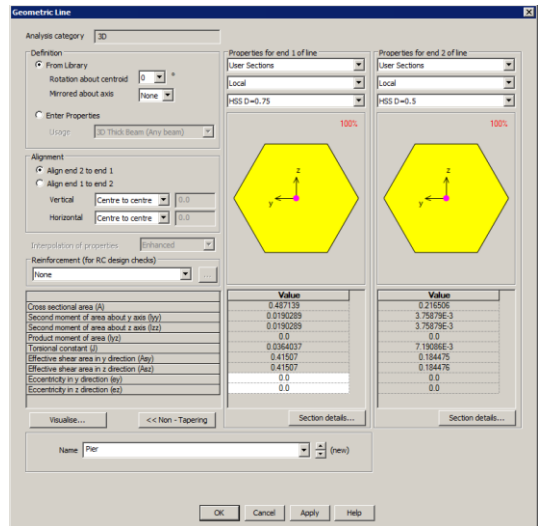 Geometric Line
Analysis category 3D
Definition
From Library
Rotation about centroid 0 °
Mirrored about axis None
Enter Properties
Usage 3D Thick Beam (Any beam)
Alignment
Align end 2 to end 1
Align end 1 to end 2
Vertical Centre to centre 0.0
Horizontal Centre to centre 0.0
Interpolation of properties Enhanced
Reinforcement (for RC design checks)
None ...
Properties for end 1 of line
User Sections
Local
HSS D=0.75
100%
z
y
Properties for end 2 of line
User Sections
Local
HSS D=0.5
100%
z
y
Value Value
Cross sectional area (A) 0.487139 0.216506
Second moment of area about y axis (Iyy) 0.0190289 3.75879E-3
Second moment of area about z axis (Izz) 0.0190289 3.75879E-3
Product moment of area (Iyz) 0.0 0.0
Torsional constant (J) 0.0364037 7.19086E-3
Effective shear area in y direction (Asy) 0.41507 0.184475
Effective shear area in z direction (Asz) 0.41507 0.184476
Eccentricity in y direction (ey) 0.0 0.0
Eccentricity in z direction (ez) 0.0 0.0
Visualise... << Non - Tapering Section details... Section details...
Name Pier (new)
OK Cancel Apply Help